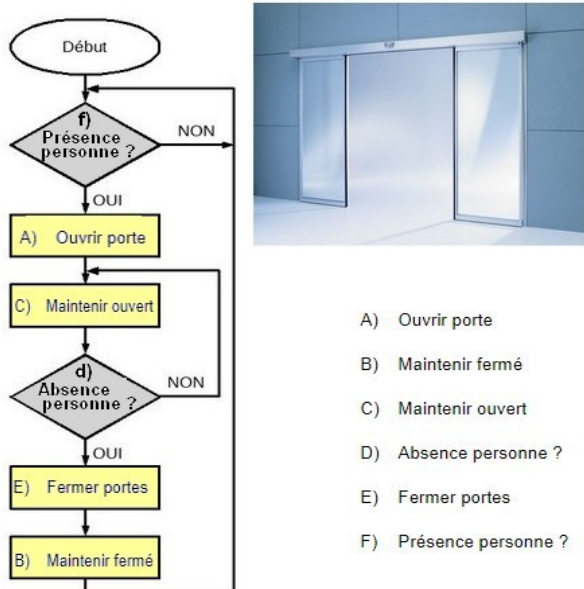 Début
f)
Présence
personne ?
NON
OUI
A) Ouvrir porte
C) Maintenir ouvert
d)
Absence
personne ?
NON
OUI
E) Fermer portes
B) Maintenir fermé
A) Ouvrir porte
B) Maintenir fermé
C) Maintenir ouvert
D) Absence personne ?
E) Fermer portes
F) Présence personne ?